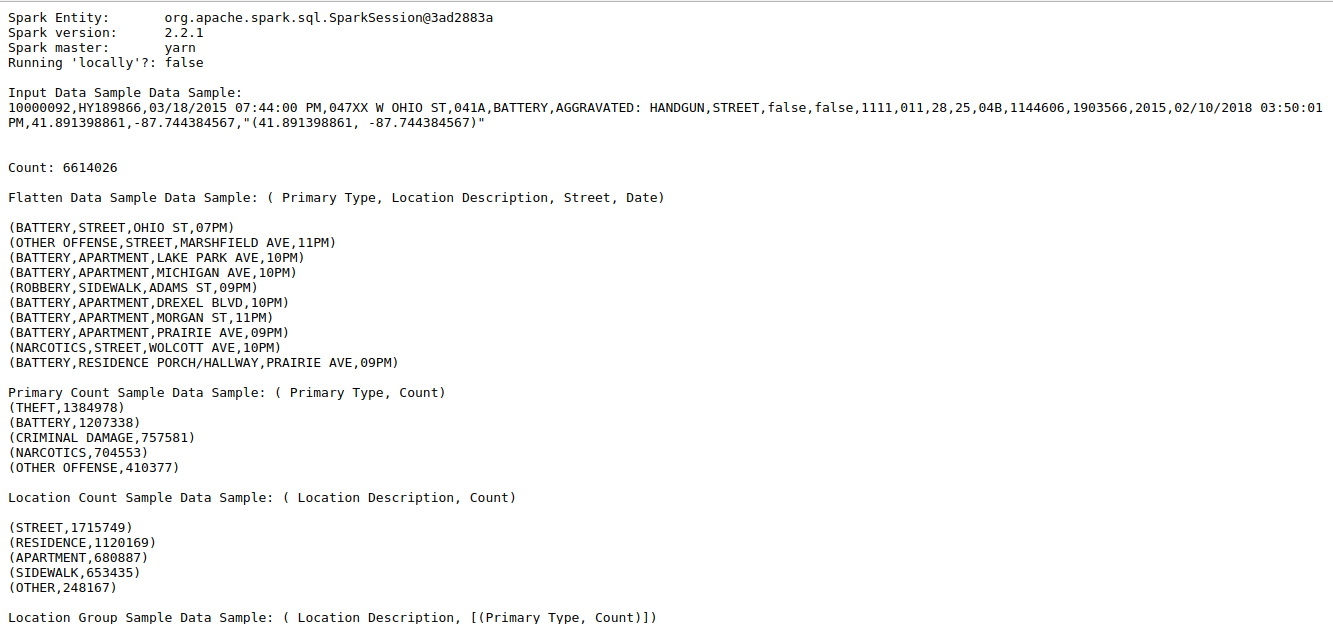 Spark Entity:       org.apache.spark.sql.SparkSession@3ad2883a
Spark version:      2.2.1
Spark master:       yarn
Running 'locally'?: false
Input Data Sample Data Sample:
10000092,HY189866,03/18/2015 07:44:00 PM,047XX W OHIO ST,041A,BATTERY,AGGRAVATED: HANDGUN,STREET,false,false,1111,011,28,25,04B,1144606,1903566,2015,02/10/2018 03:50:01
PM,41.891398861,-87.744384567,"(41.891398861, -87.744384567)"
Count: 6614026
Flatten Data Sample Data Sample: ( Primary Type, Location Description, Street, Date)
(BATTERY,STREET,OHIO ST,07PM)
(OTHER OFFENSE,STREET,MARSHFIELD AVE,11PM)
(BATTERY,APARTMENT,LAKE PARK AVE,10PM)
(BATTERY,APARTMENT,MICHIGAN AVE,10PM)
(ROBBERY,SIDEWALK,ADAMS ST,09PM)
(BATTERY,APARTMENT,DREXEL BLVD,10PM)
(BATTERY,APARTMENT,MORGAN ST,11PM)
(BATTERY,APARTMENT,PRAIRIE AVE,09PM)
(NARCOTICS,STREET,WOLCOTT AVE,10PM)
(BATTERY,RESIDENCE PORCH/HALLWAY,PRAIRIE AVE,09PM)
Primary Count Sample Data Sample: ( Primary Type, Count)
(THEFT,1384978)
(BATTERY,1207338)
(CRIMINAL DAMAGE,757581)
(NARCOTICS,704553)
(OTHER OFFENSE,410377)
Location Count Sample Data Sample: ( Location Description, Count)
(STREET,1715749)
(RESIDENCE,1120169)
(APARTMENT,680887)
(SIDEWALK,653435)
(OTHER,248167)
Location Group Sample Data Sample: ( Location Description, [(Primary Type, Count)])